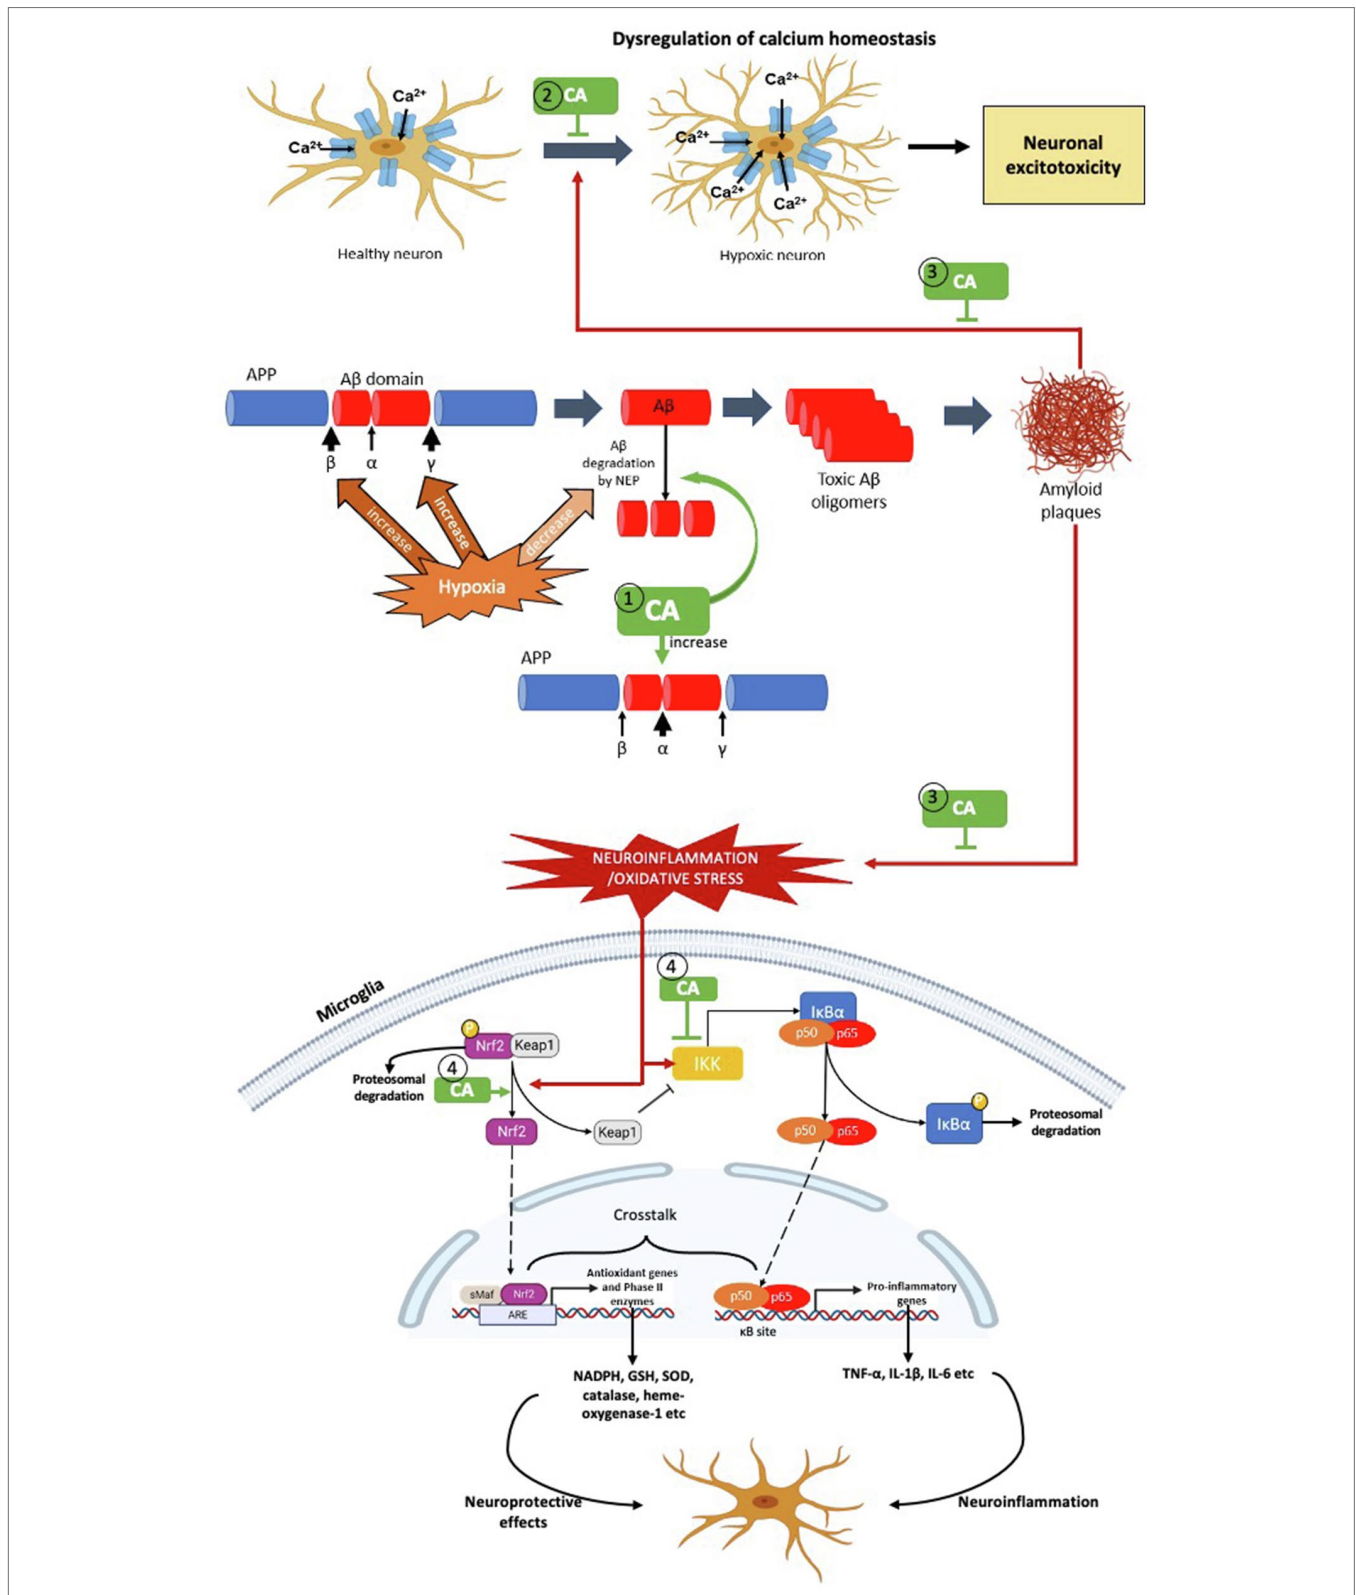 Dysregulation of calcium homeostasis
Ca²⁺
Ca²⁺
2 CA
Ca²⁺
Ca²⁺
Ca²⁺
Ca²⁺
Neuronal
excitotoxicity
Healthy neuron
Hypoxic neuron
3 CA
APP
Aβ domain
Aβ
β
α
γ
Aβ
degradation
by NEP
Toxic Aβ
oligomers
Amyloid
plaques
increase
increase
decrease
Hypoxia
1 CA
increase
APP
β
α
γ
3 CA
NEUROINFLAMMATION
/OXIDATIVE STRESS
Microglia
4
CA
IκBα
p50
p65
P
Nrf2
Keap1
IKK
Proteosomal
degradation
4
CA
Nrf2
Keap1
p50
p65
P
IκBα
Proteosomal
degradation
Crosstalk
Antioxidant genes
and Phase II
enzymes
sMaf
Nrf2
ARE
p50
p65
κB site
Pro-inflammatory
genes
NADPH, GSH, SOD,
catalase, heme-
oxygenase-1 etc
TNF-α, IL-1β, IL-6 etc
Neuroprotective
effects
Neuroinflammation